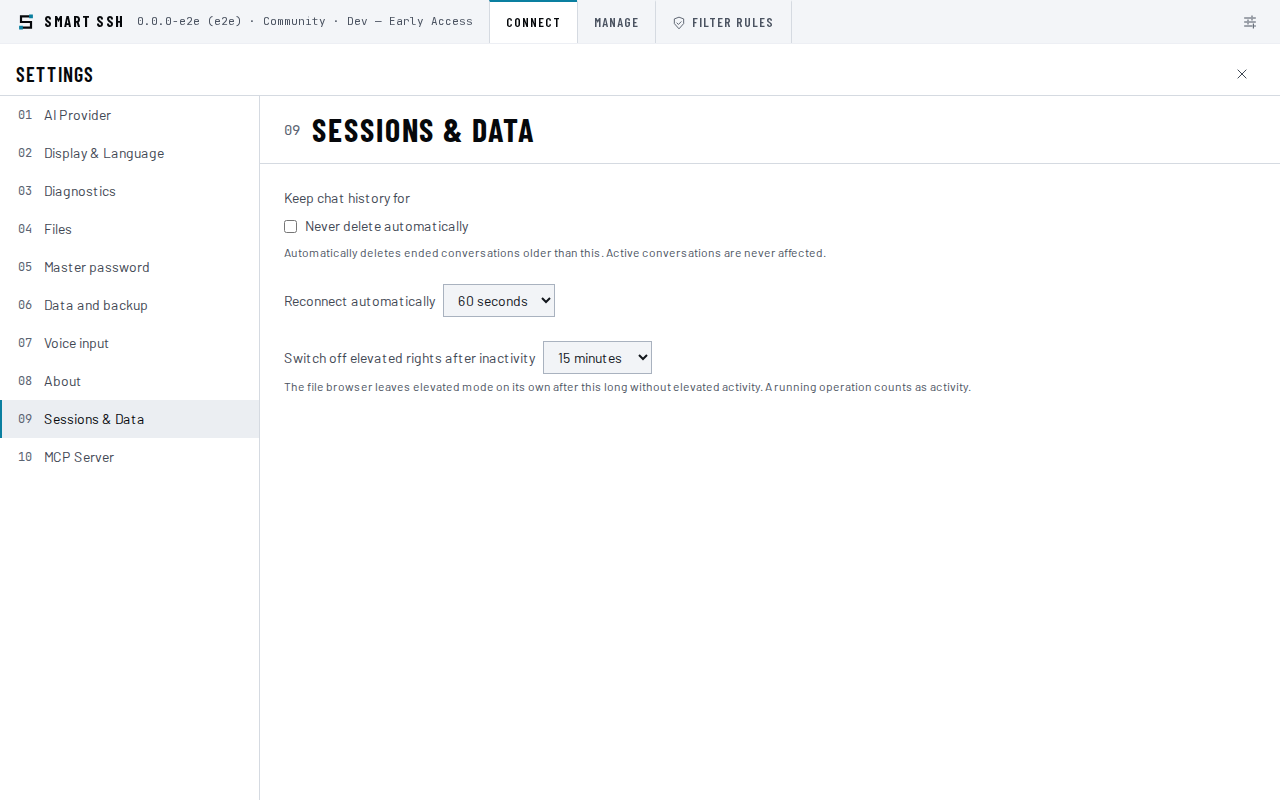 SMART SSH 0.0.0-e2e (e2e) · Community · Dev — Early Access CONNECT MANAGE FILTER RULES
SETTINGS
01 AI Provider
02 Display & Language
03 Diagnostics
04 Files
05 Master password
06 Data and backup
07 Voice input
08 About
09 Sessions & Data
10 MCP Server
09 SESSIONS & DATA
Keep chat history for
Never delete automatically
Automatically deletes ended conversations older than this. Active conversations are never affected.
Reconnect automatically 60 seconds
Switch off elevated rights after inactivity 15 minutes
The file browser leaves elevated mode on its own after this long without elevated activity. A running operation counts as activity.